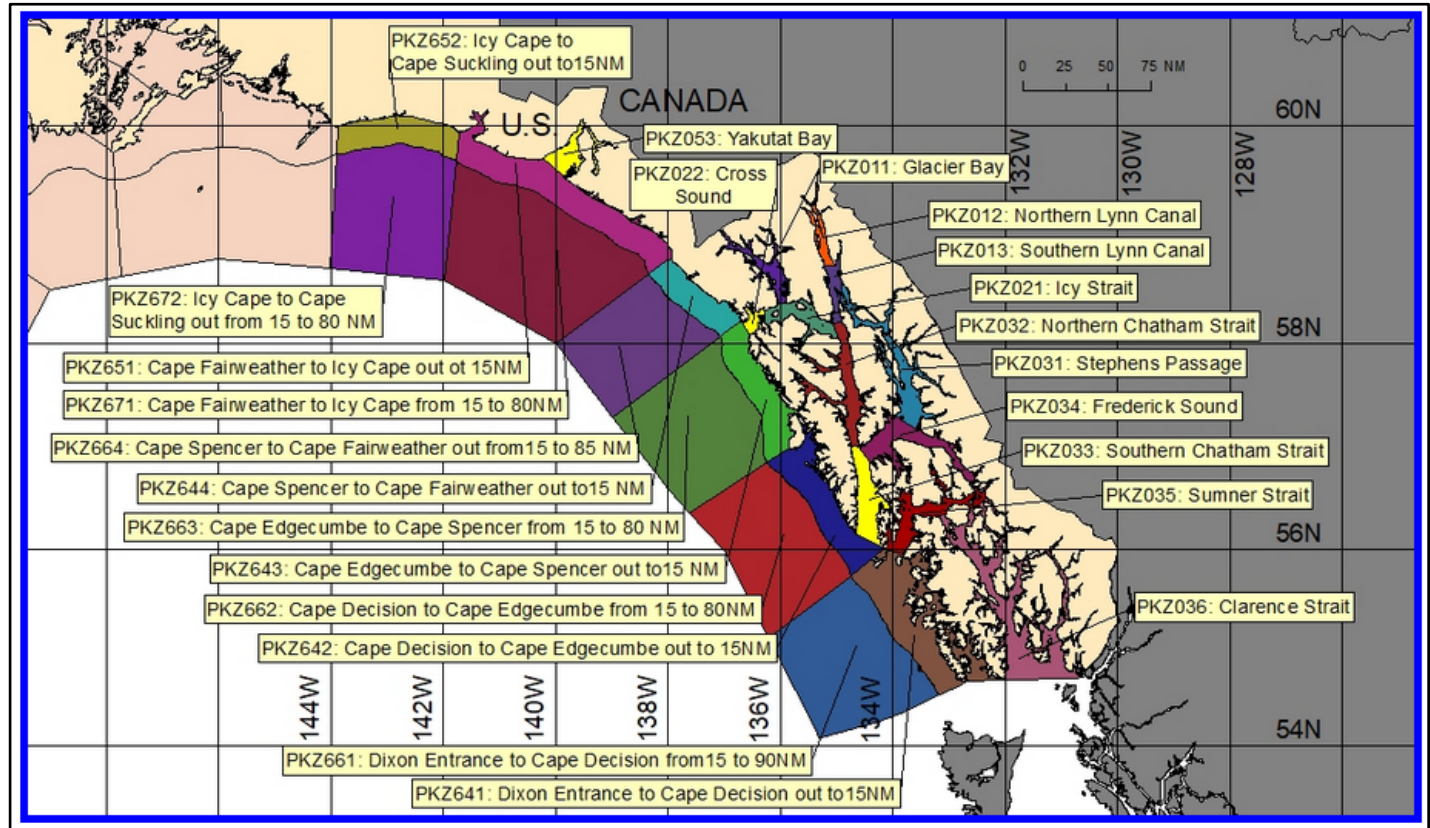 PKZ652: Icy Cape to
Cape Suckling out to15NM
CANADA
U.S.
0 25 50 75 NM
60N
PKZ053: Yakutat Bay
PKZ022: Cross
Sound
PKZ011: Glacier Bay
132W
130W
128W
PKZ012: Northern Lynn Canal
PKZ013: Southern Lynn Canal
PKZ672: Icy Cape to Cape
Suckling out from 15 to 80 NM
PKZ021: Icy Strait
PKZ032: Northern Chatham Strait
58N
PKZ651: Cape Fairweather to Icy Cape out ot 15NM
PKZ031: Stephens Passage
PKZ671: Cape Fairweather to Icy Cape from 15 to 80NM
PKZ034: Frederick Sound
PKZ664: Cape Spencer to Cape Fairweather out from15 to 85 NM
PKZ033: Southern Chatham Strait
PKZ644: Cape Spencer to Cape Fairweather out to15 NM
PKZ035: Sumner Strait
PKZ663: Cape Edgecumbe to Cape Spencer from 15 to 80 NM
56N
PKZ643: Cape Edgecumbe to Cape Spencer out to15 NM
PKZ662: Cape Decision to Cape Edgecumbe from 15 to 80NM
PKZ036: Clarence Strait
PKZ642: Cape Decision to Cape Edgecumbe out to 15NM
144W
142W
140W
138W
136W
134W
54N
PKZ661: Dixon Entrance to Cape Decision from15 to 90NM
PKZ641: Dixon Entrance to Cape Decision out to15NM